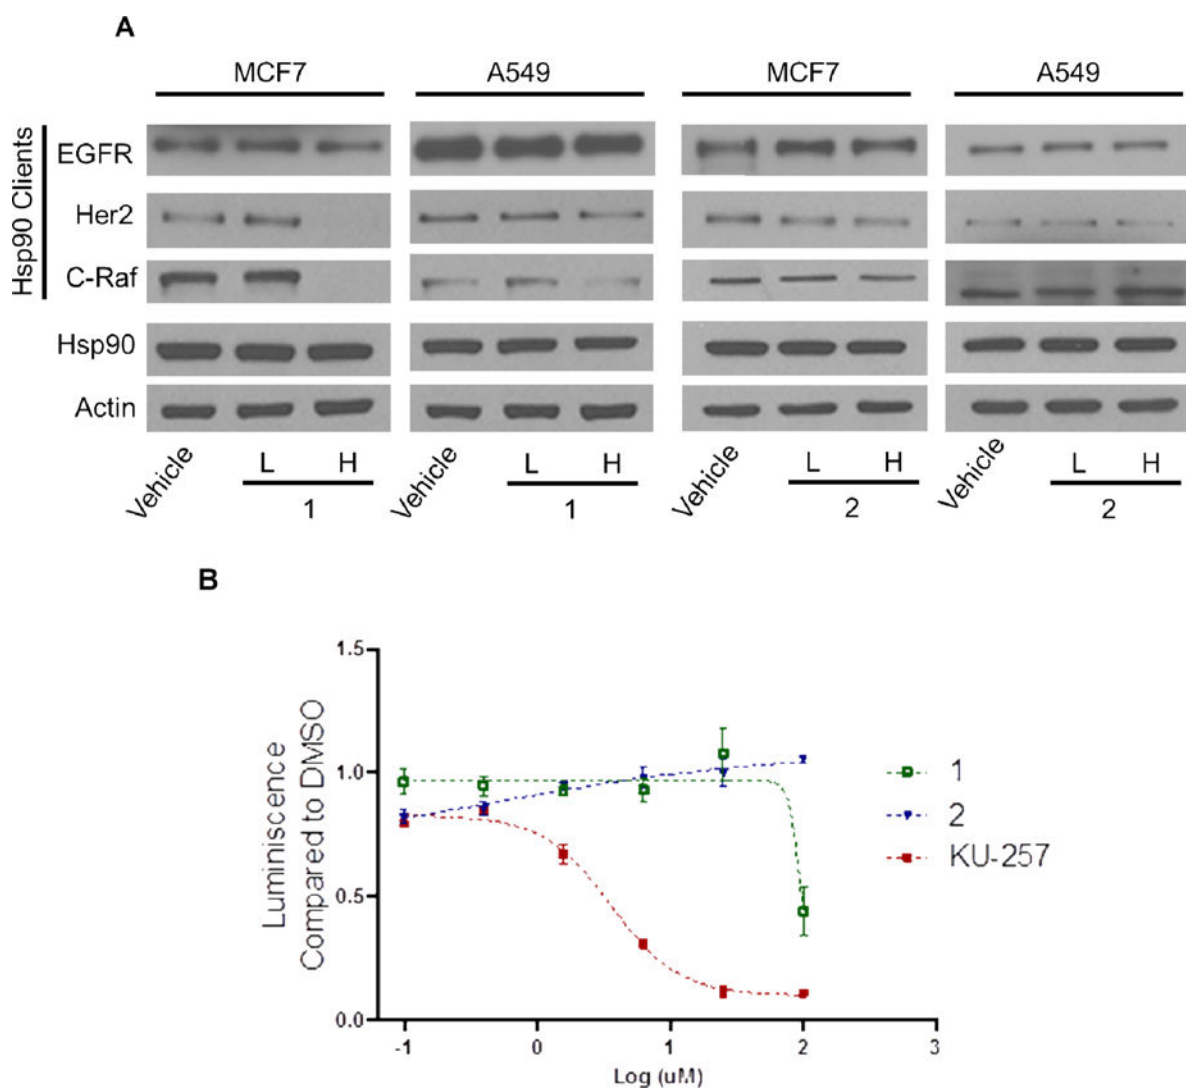 A
MCF7 A549 MCF7 A549
Hsp90 Clients
EGFR
Her2
C-Raf
Hsp90
Actin
Vehicle L H Vehicle L H Vehicle L H Vehicle L H
1 1 2 2
B
Luminiscence
Compared to DMSO
1.5
1.0
0.5
0.0
-1 0 1 2 3
Log (uM)
1
2
KU-257